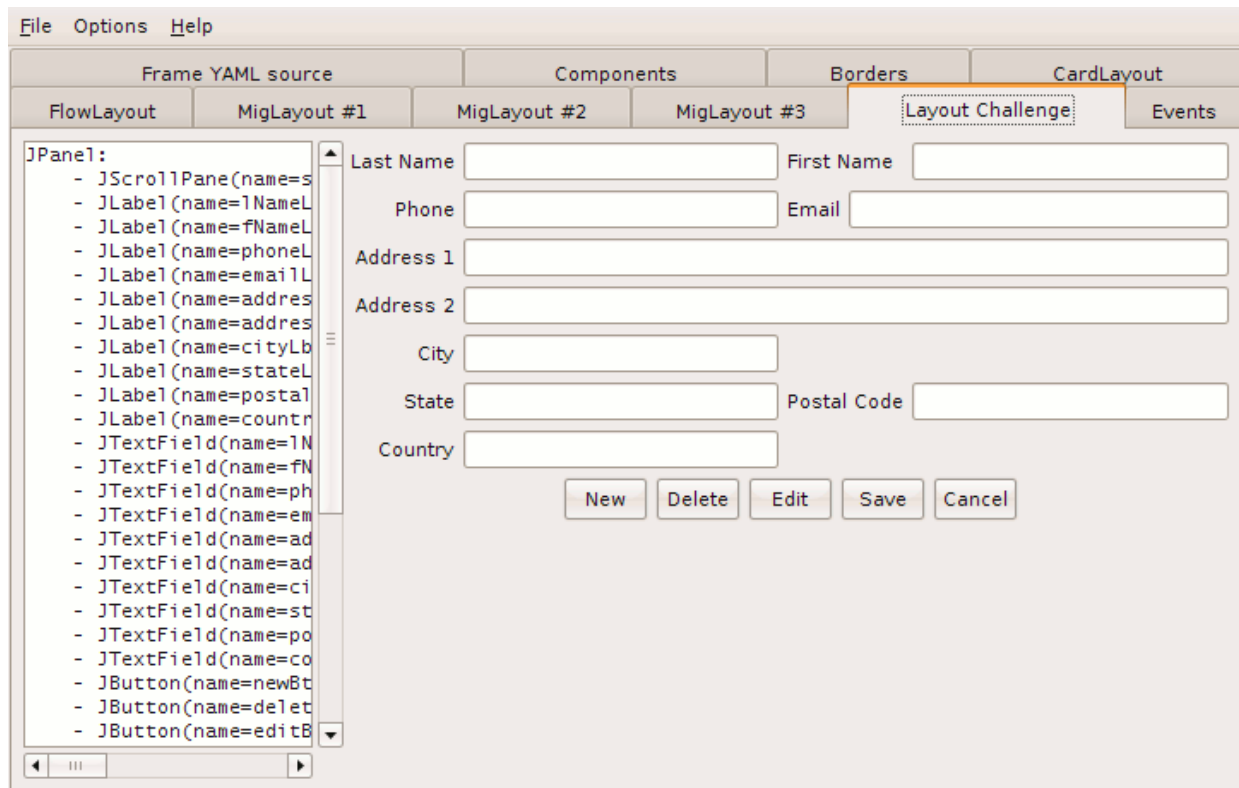 File Options Help
Frame YAML source Components Borders CardLayout
FlowLayout MigLayout #1 MigLayout #2 MigLayout #3 Layout Challenge Events
JPanel:
- JScrollPane(name=s
- JLabel(name=lNameL
- JLabel(name=fNameL
- JLabel(name=phoneL
- JLabel(name=emailL
- JLabel(name=addres
- JLabel(name=addres
- JLabel(name=cityLb
- JLabel(name=stateL
- JLabel(name=postal
- JLabel(name=countr
- JTextField(name=lN
- JTextField(name=fN
- JTextField(name=ph
- JTextField(name=em
- JTextField(name=ad
- JTextField(name=ad
- JTextField(name=ci
- JTextField(name=st
- JTextField(name=po
- JTextField(name=co
- JButton(name=newBt
- JButton(name=delet
- JButton(name=editB
Last Name First Name
Phone Email
Address 1
Address 2
City
State Postal Code
Country
New Delete Edit Save Cancel